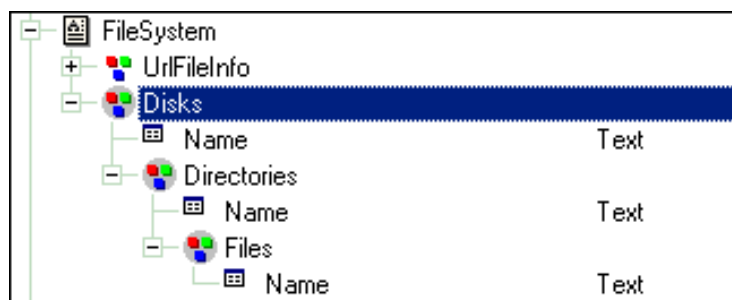 FileSystem
UrlFileInfo
Disks
Name Text
Directories
Name Text
Files
Name Text